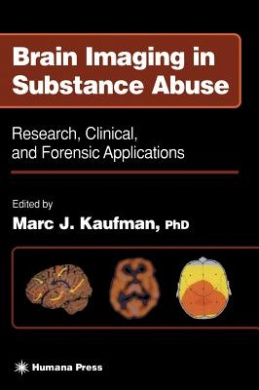 Brain Imaging in
Substance Abuse
Research, Clinical,
and Forensic Applications
Edited by
Marc J. Kaufman, PhD
Humana Press